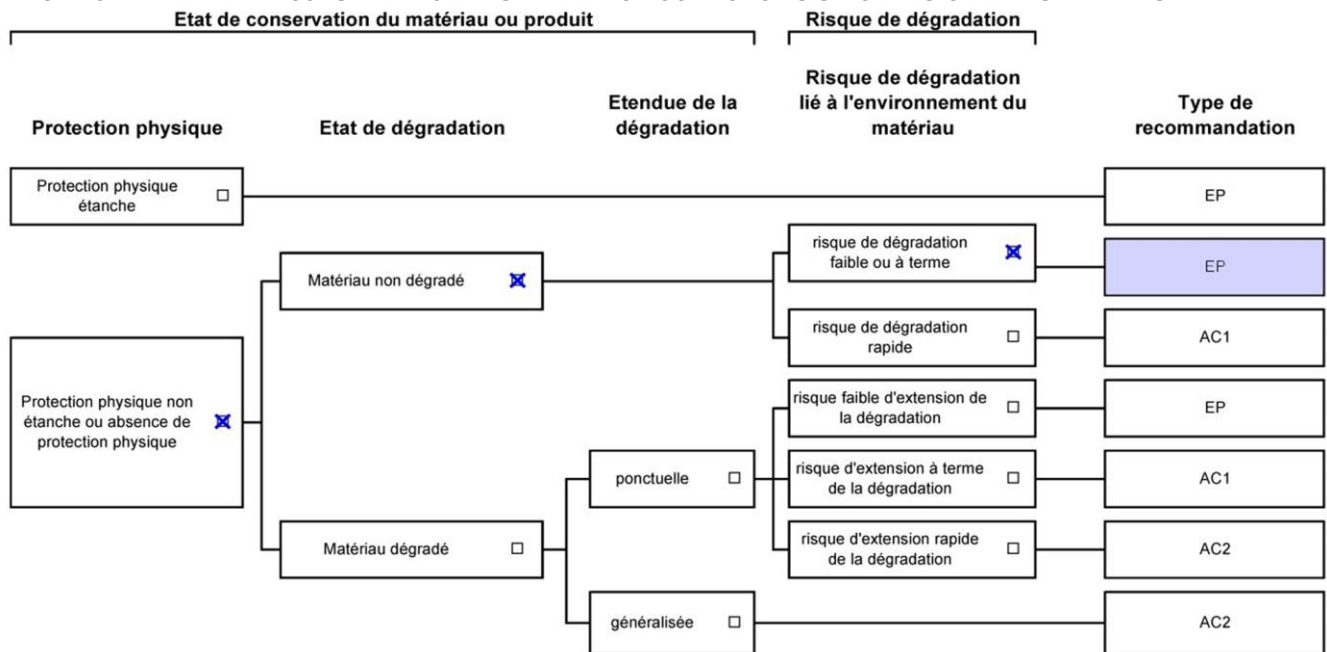 Etat de conservation du matériau ou produit
Risque de dégradation
Protection physique
Etat de dégradation
Etendue de la
dégradation
Risque de dégradation
lié à l'environnement du
matériau
Type de
recommandation
Protection physique
étanche
EP
risque de dégradation
faible ou à terme
EP
Matériau non dégradé
risque de dégradation
rapide
AC1
Protection physique non
étanche ou absence de
protection physique
risque faible d'extension de
la dégradation
EP
ponctuelle
risque d'extension à terme
de la dégradation
AC1
Matériau dégradé
risque d'extension rapide
de la dégradation
AC2
généralisée
AC2